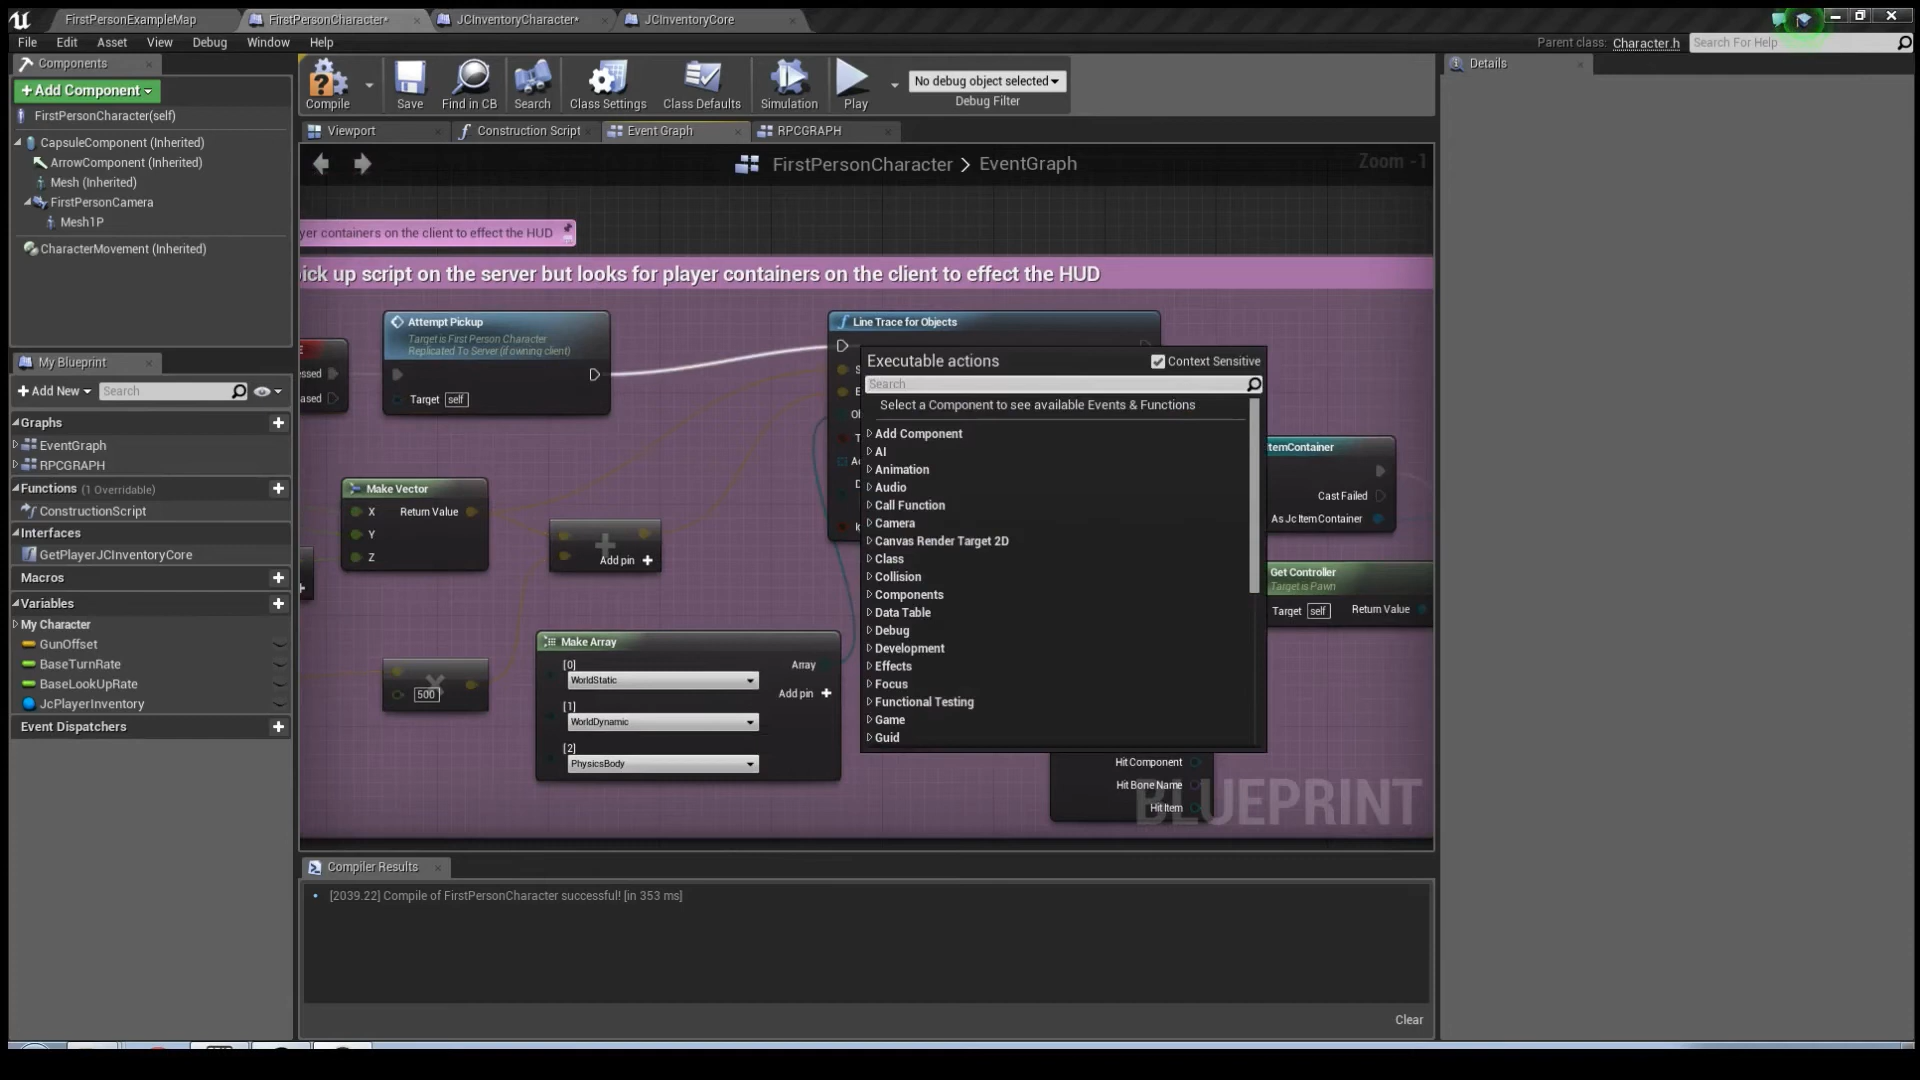 FirstPersonExampleMap
FirstPersonCharacter*
JCInventoryCharacter*
JCInventoryCore
File Edit Asset View Debug Window Help
Parent class: Character.h
Search For Help
Components
+Add Component
FirstPersonCharacter(self)
CapsuleComponent (Inherited)
ArrowComponent (Inherited)
Mesh (Inherited)
FirstPersonCamera
Mesh1P
CharacterMovement (Inherited)
My Blueprint
Add New
Search
Graphs
EventGraph
RPCGRAPH
Functions (1 Overridable)
ConstructionScript
Interfaces
GetPlayerJCInventoryCore
Macros
Variables
My Character
GunOffset
BaseTurnRate
BaseLookUpRate
JcPlayerInventory
Event Dispatchers
Compile
Save
Find in CB
Search
Class Settings
Class Defaults
Simulation
Play
No debug object selected
Debug Filter
Viewport
Construction Script
Event Graph
RPCGRAPH
FirstPersonCharacter > EventGraph
Zoom -1
yer containers on the client to effect the HUD
ick up script on the server but looks for player containers on the client to effect the HUD
ssed
ased
Attempt Pickup
Target is First Person Character
Replicated To Server (if owning client)
Target self
Line Trace for Objects
Make Vector
X Return Value
Y
Z
Add pin +
500
Make Array
[0] Array
WorldStatic
Add pin +
[1]
WorldDynamic
[2]
PhysicsBody
Executable actions
Context Sensitive
Search
Select a Component to see available Events & Functions
Add Component
AI
Animation
Audio
Call Function
Camera
Canvas Render Target 2D
Class
Collision
Components
Data Table
Debug
Development
Effects
Focus
Functional Testing
Game
Guid
temContainer
Cast Failed
As Jc Item Container
Get Controller
Target is Pawn
Target self Return Value
Hit Component
Hit Bone Name
Hit Item
BLUEPRINT
Compiler Results
[2039.22] Compile of FirstPersonCharacter successful! [in 353 ms]
Clear
Details